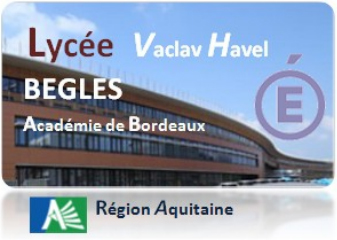 Lycée Vaclav Havel
BEGLES
Académie de Bordeaux
É
Région Aquitaine